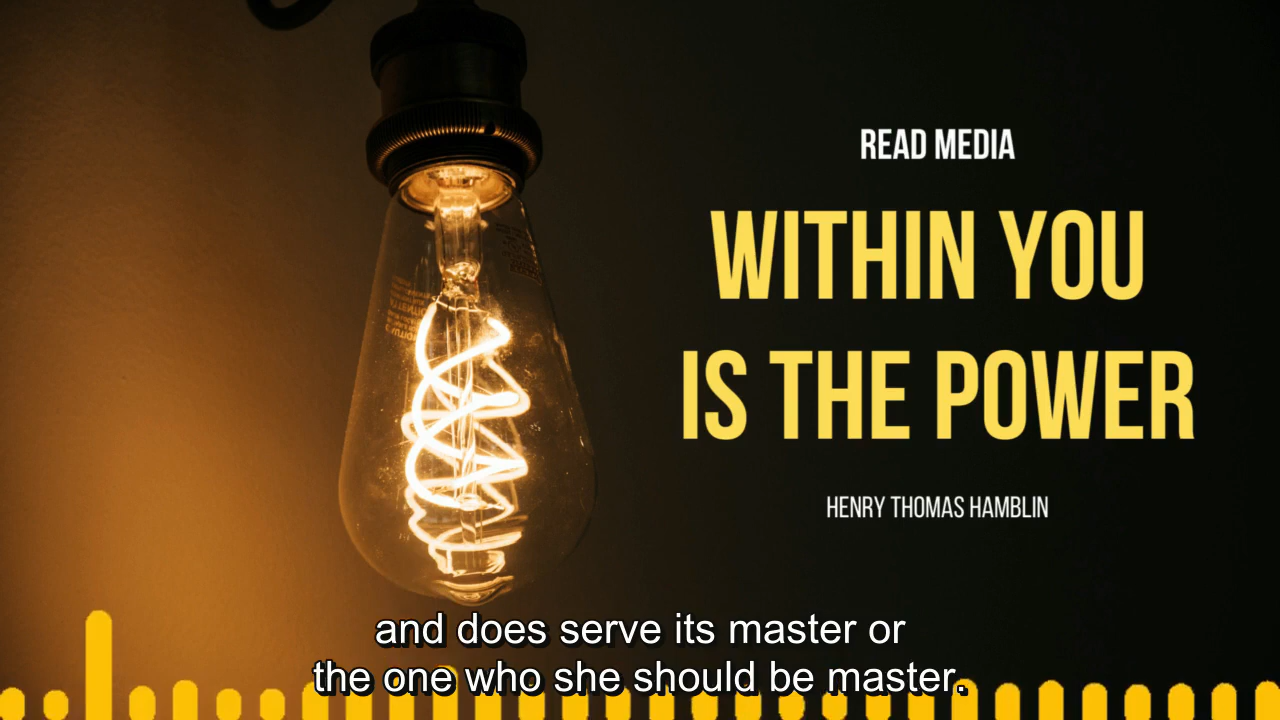 READ MEDIA
WITHIN YOU
IS THE POWER
HENRY THOMAS HAMBLIN
and does serve its master or
the one who she should be master.